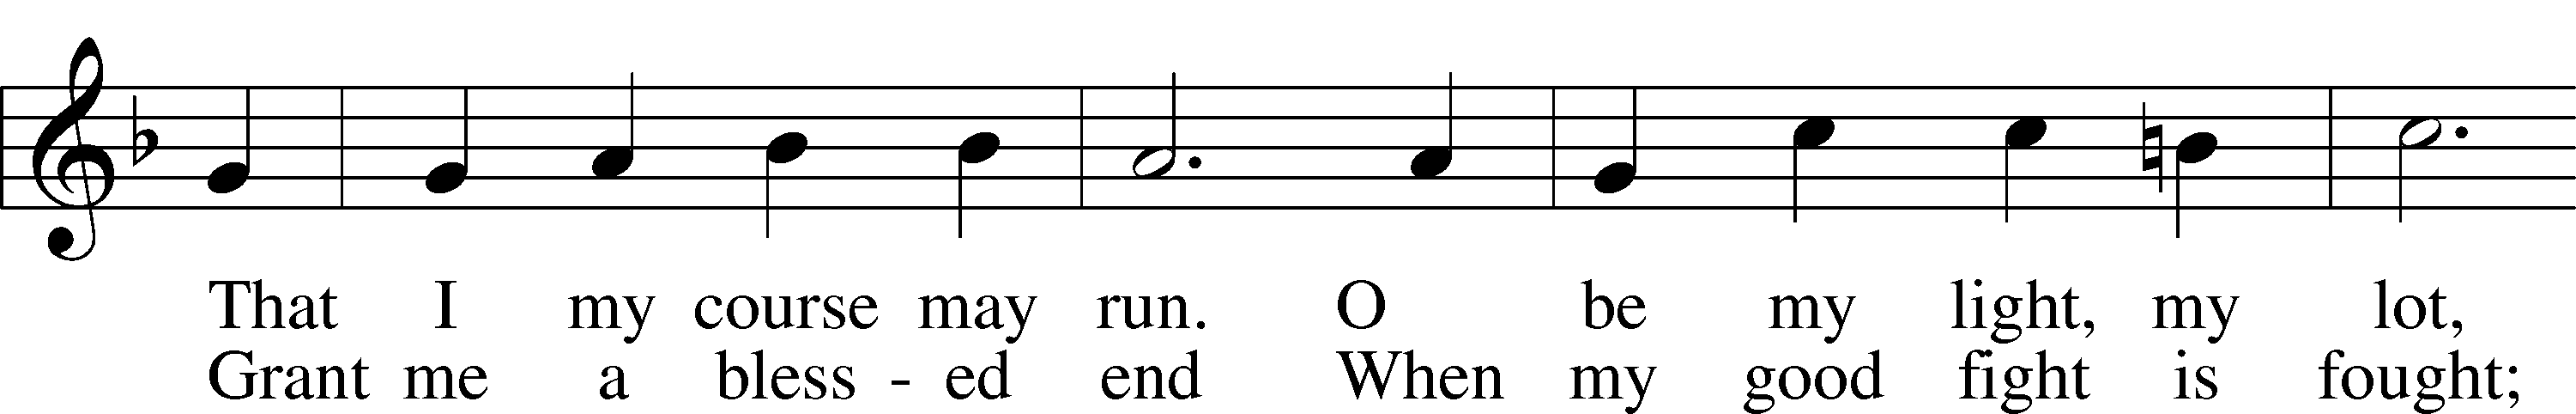 That I my course may run. O be my light, my lot,
Grant me a bless - ed end When my good fight is fought;